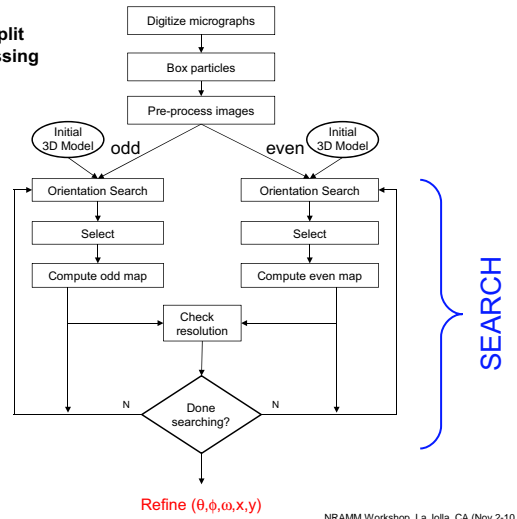 plit
ssing
Digitize micrographs
Box particles
Pre-process images
Initial
3D Model
odd
even
Initial
3D Model
Orientation Search
Orientation Search
Select
Select
Compute odd map
Compute even map
Check
resolution
SEARCH
N
Done
searching?
N
Refine (θ,ϕ,ω,x,y)
NRAMM Workshop, La Jolla, CA (Nov 2-10